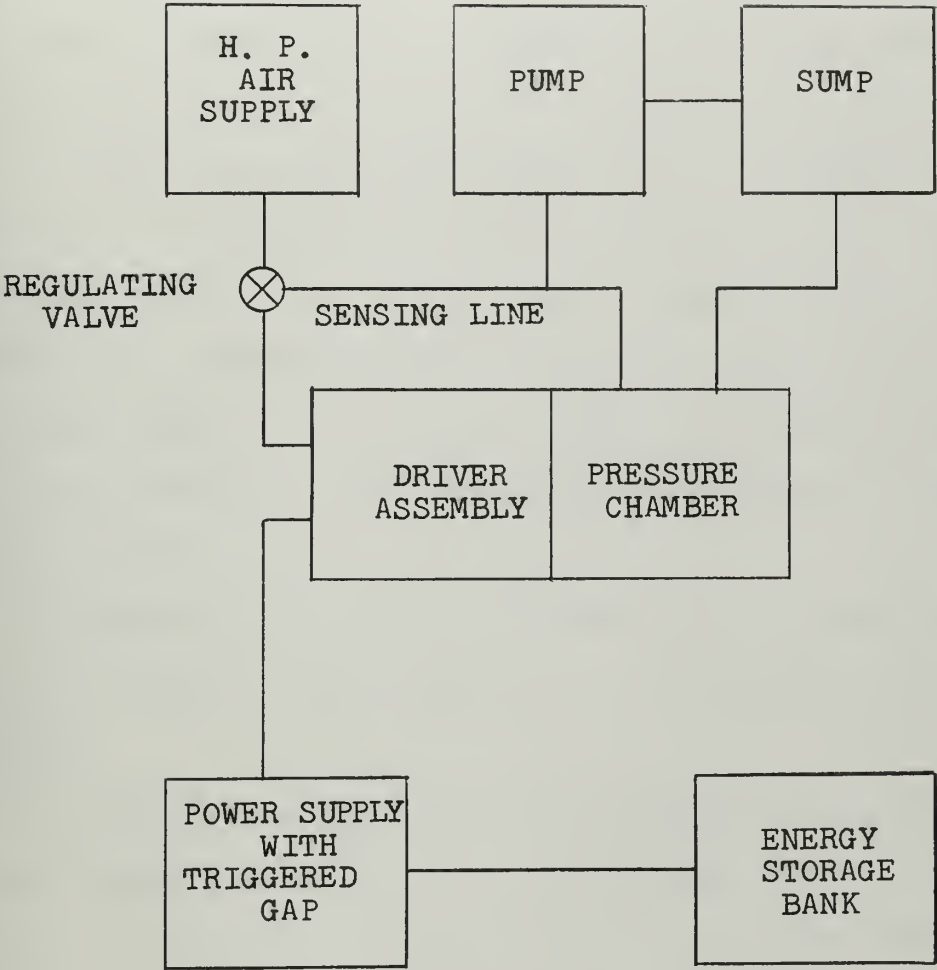 H. P.
AIR
SUPPLY
PUMP
SUMP
REGULATING
VALVE
SENSING LINE
DRIVER
ASSEMBLY
PRESSURE
CHAMBER
POWER SUPPLY
WITH
TRIGGERED
GAP
ENERGY
STORAGE
BANK